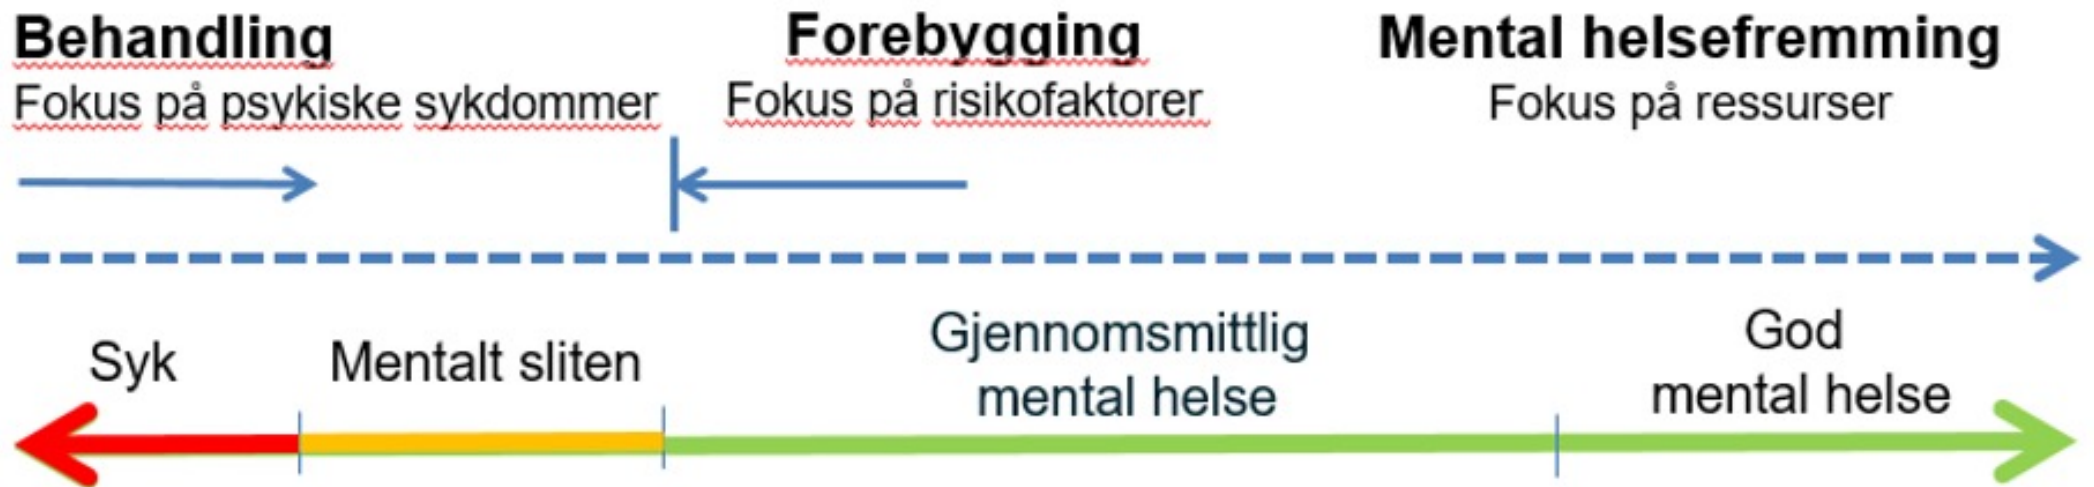 Behandling
Fokus på psykiske sykdommer
Forebygging
Fokus på risikofaktorer
Mental helsefremming
Fokus på ressurser
Syk
Mentalt sliten
Gjennomsmittlig
mental helse
God
mental helse